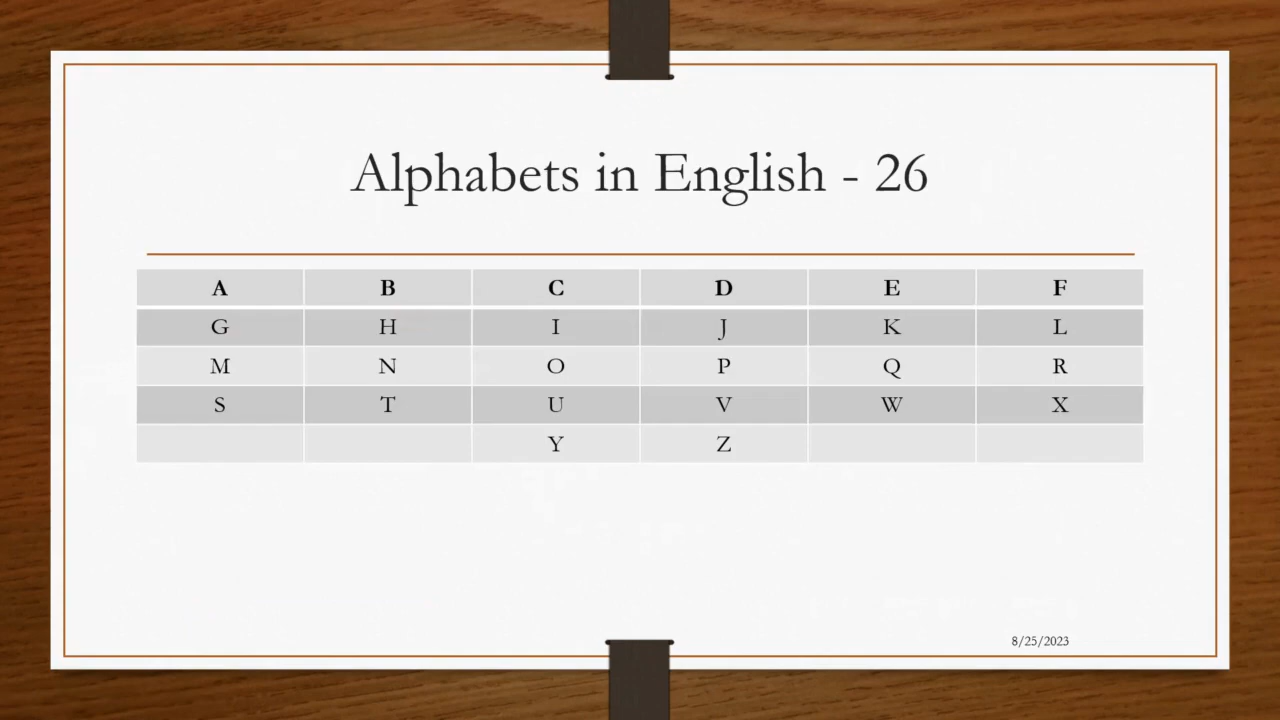 Alphabets in English - 26
A B C D E F
G H I J K L
M N O P Q R
S T U V W X
Y Z
8/25/2023